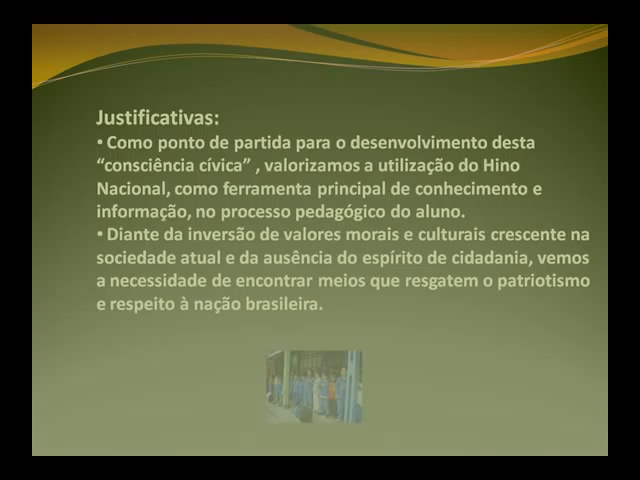 Justificativas:
• Como ponto de partida para o desenvolvimento desta
“consciência cívica” , valorizamos a utilização do Hino
Nacional, como ferramenta principal de conhecimento e
informação, no processo pedagógico do aluno.
• Diante da inversão de valores morais e culturais crescente na
sociedade atual e da ausência do espírito de cidadania, vemos
a necessidade de encontrar meios que resgatem o patriotismo
e respeito à nação brasileira.